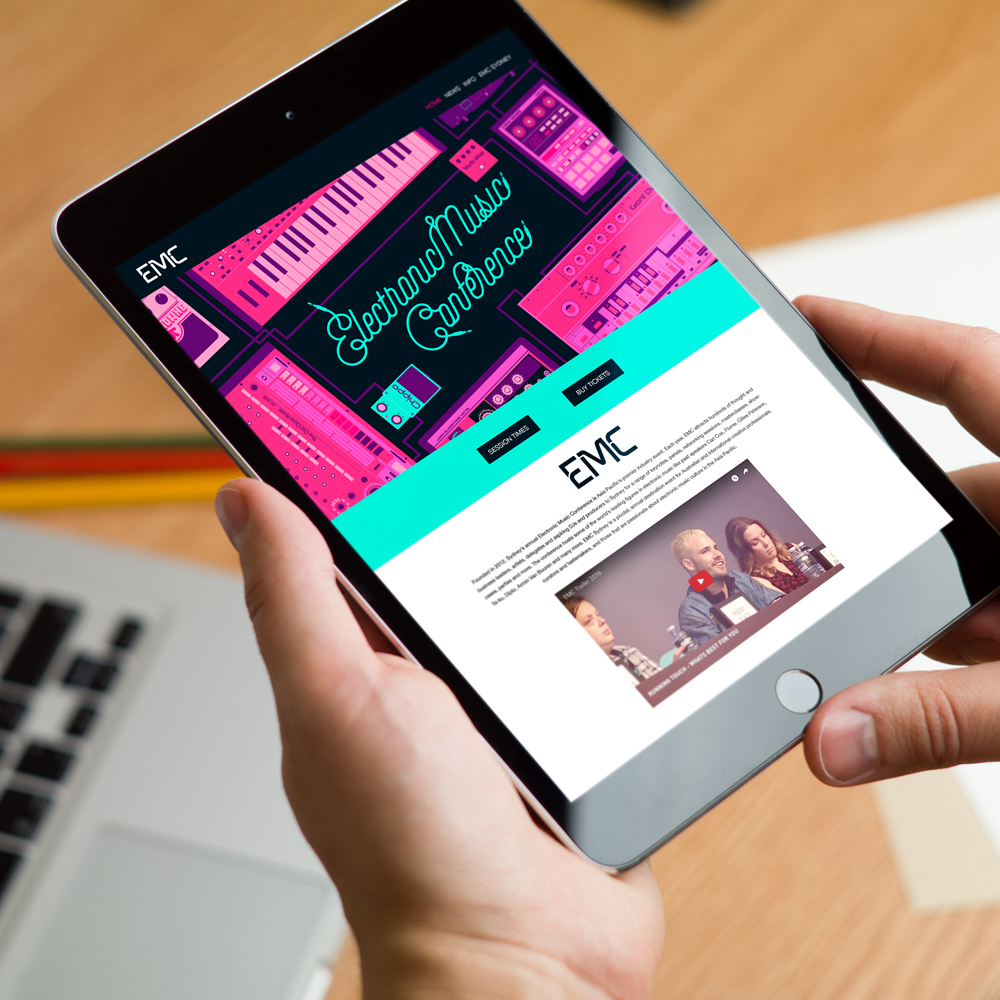 HOME NEWS INFO EMC SYDNEY
EMC
Electronic Music
Conference
SESSION TIMES
BUY TICKETS
EMC
Founded in 2012, Sydney's annual Electronic Music Conference is Asia Pacific's premier industry event. Each year, EMC attracts hundreds of thought and
business leaders, artists, delegates and aspiring DJs and producers to Sydney for a range of keynotes, panels, networking sessions, masterclasses, show-
cases, parties and more. The conference hosts some of the world's leading figures in electronic music like past speakers Carl Cox, Flume, Gilles Peterson,
Ta-ku, Diplo, Armin Van Buuren and many more. EMC Sydney is a pivotal, annual destination event for Australian and international creative professionals,
curators and tastemakers, and those that are passionate about electronic music culture in the Asia Pacific.
EMC Trailer 2016
RUNNING TOUCH - WHATS BEST FOR YOU